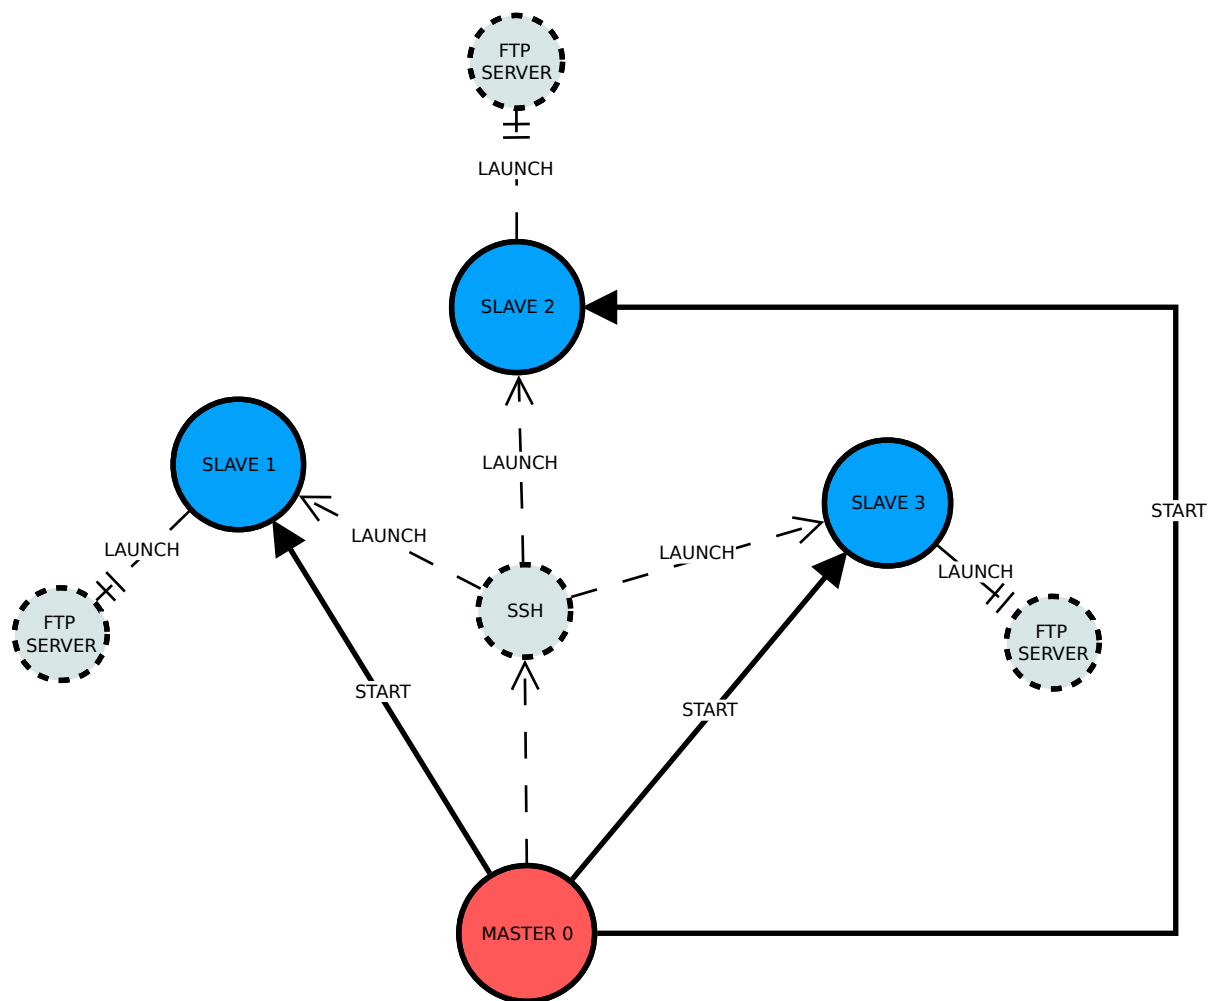 FTP
SERVER
LAUNCH
SLAVE 2
LAUNCH
SLAVE 1
SLAVE 3
START
LAUNCH
LAUNCH
LAUNCH
LAUNCH
FTP
SERVER
SSH
FTP
SERVER
START
START
MASTER 0